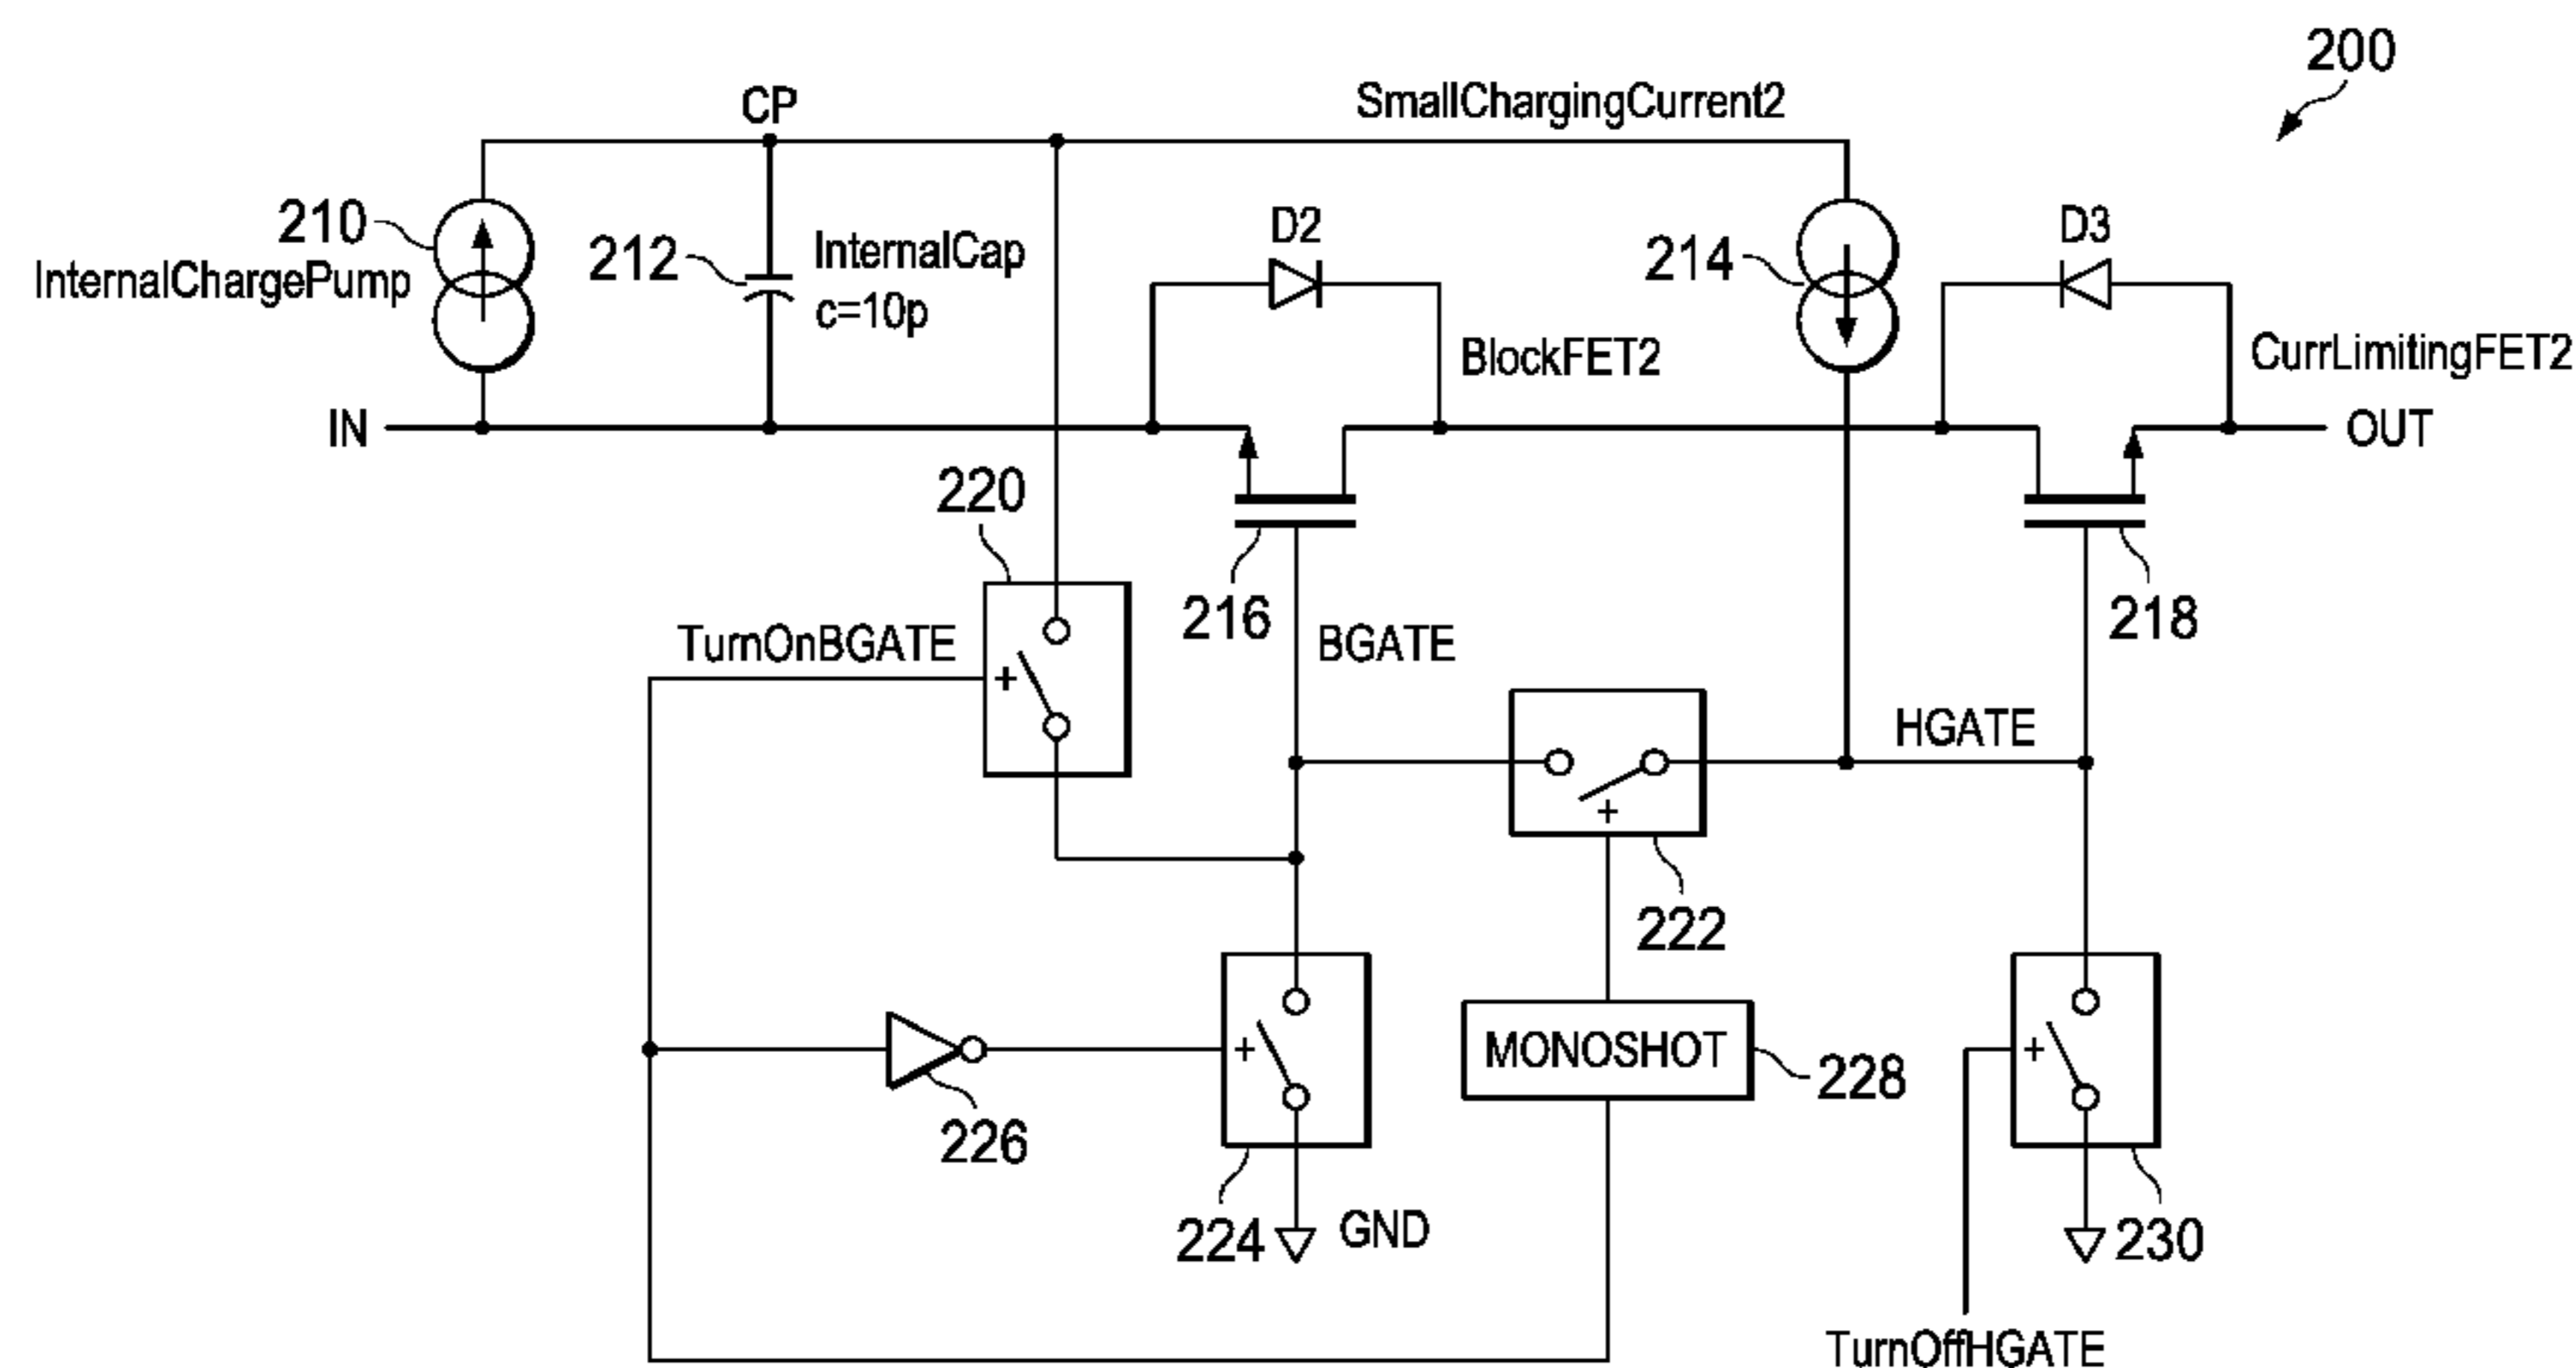 200
CP
SmallChargingCurrent2
210
InternalChargePump
212
InternalCap
c=10p
D2
214
D3
BlockFET2
CurrLimitingFET2
IN
OUT
220
216
218
TurnOnBGATE
+
BGATE
HGATE
+
222
226
+
224
GND
MONOSHOT
228
+
230
TurnOffHGATE